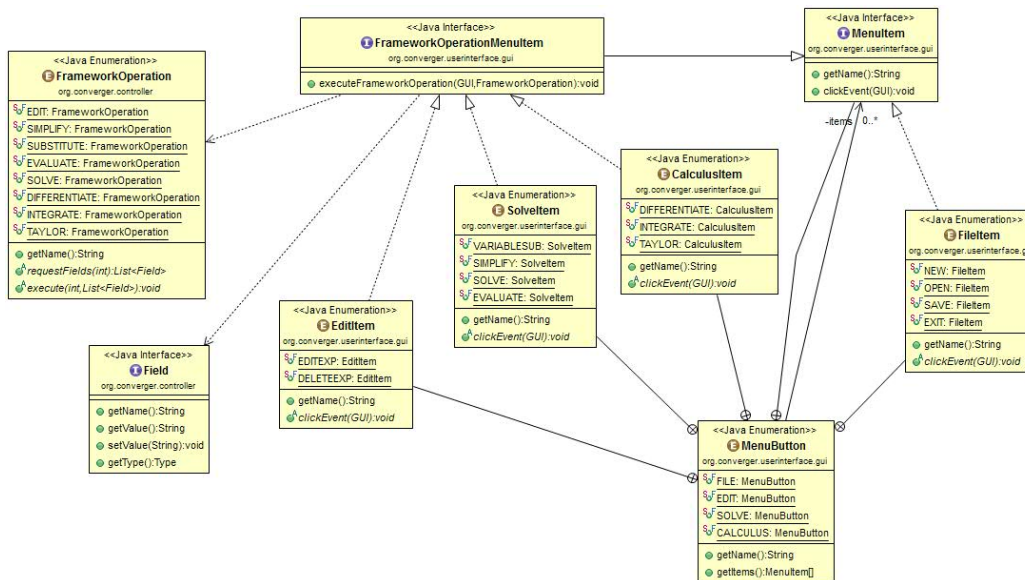 <<Java Interface>>
FrameworkOperationMenuItem
org.converger.userinterface.gui
executeFrameworkOperation(GUI,FrameworkOperation):void
<<Java Interface>>
MenuItem
org.converger.userinterface.gui
getName():String
clickEvent(GUI):void
-items 0..*
<<Java Enumeration>>
FrameworkOperation
org.converger.controller
EDIT: FrameworkOperation
SIMPLIFY: FrameworkOperation
SUBSTITUTE: FrameworkOperation
EVALUATE: FrameworkOperation
SOLVE: FrameworkOperation
DIFFERENTIATE: FrameworkOperation
INTEGRATE: FrameworkOperation
TAYLOR: FrameworkOperation
getName():String
requestFields(int):List<Field>
execute(int,List<Field>):void
<<Java Enumeration>>
CalculusItem
org.converger.userinterface.gui
DIFFERENTIATE: CalculusItem
INTEGRATE: CalculusItem
TAYLOR: CalculusItem
getName():String
clickEvent(GUI):void
<<Java Enumeration>>
SolveItem
org.converger.userinterface.gui
VARIABLESUB: SolveItem
SIMPLIFY: SolveItem
SOLVE: SolveItem
EVALUATE: SolveItem
getName():String
clickEvent(GUI):void
<<Java Enumeration>>
FileItem
org.converger.userinterface.g
NEW: FileItem
OPEN: FileItem
SAVE: FileItem
EXIT: FileItem
getName():String
clickEvent(GUI):void
<<Java Enumeration>>
EditItem
org.converger.userinterface.gui
EDITEXP: EditItem
DELETEEXP: EditItem
getName():String
clickEvent(GUI):void
<<Java Interface>>
Field
org.converger.controller
getName():String
getValue():String
setValue(String):void
getType():Type
<<Java Enumeration>>
MenuButton
org.converger.userinterface.gui
FILE: MenuButton
EDIT: MenuButton
SOLVE: MenuButton
CALCULUS: MenuButton
getName():String
getItems():MenuItem[]